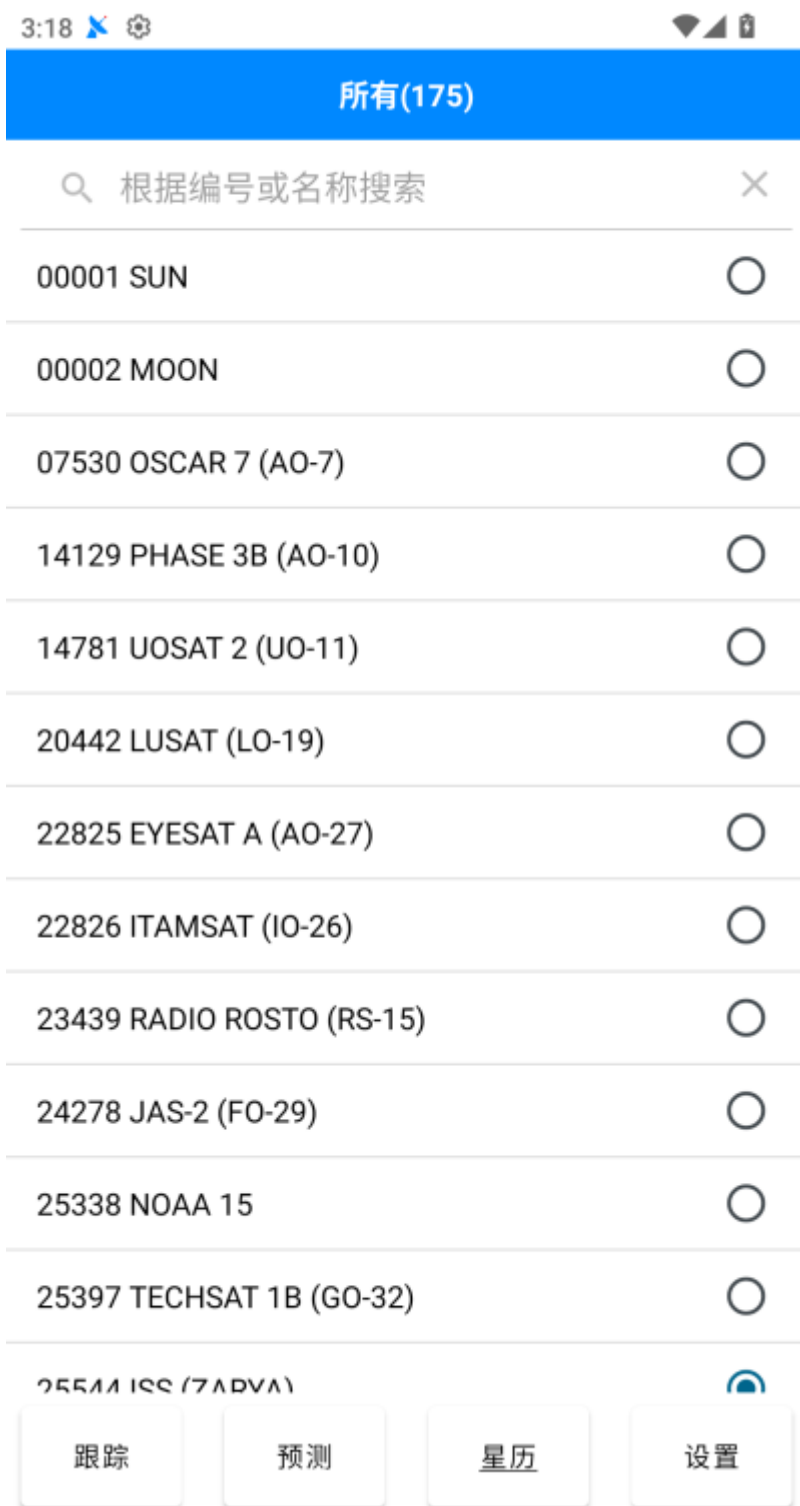 3:18
所有(175)
根据编号或名称搜索
00001 SUN
00002 MOON
07530 OSCAR 7 (AO-7)
14129 PHASE 3B (AO-10)
14781 UOSAT 2 (UO-11)
20442 LUSAT (LO-19)
22825 EYESAT A (AO-27)
22826 ITAMSAT (IO-26)
23439 RADIO ROSTO (RS-15)
24278 JAS-2 (FO-29)
25338 NOAA 15
25397 TECHSAT 1B (GO-32)
25544 ISS (ZARYA)
跟踪
预测
星历
设置